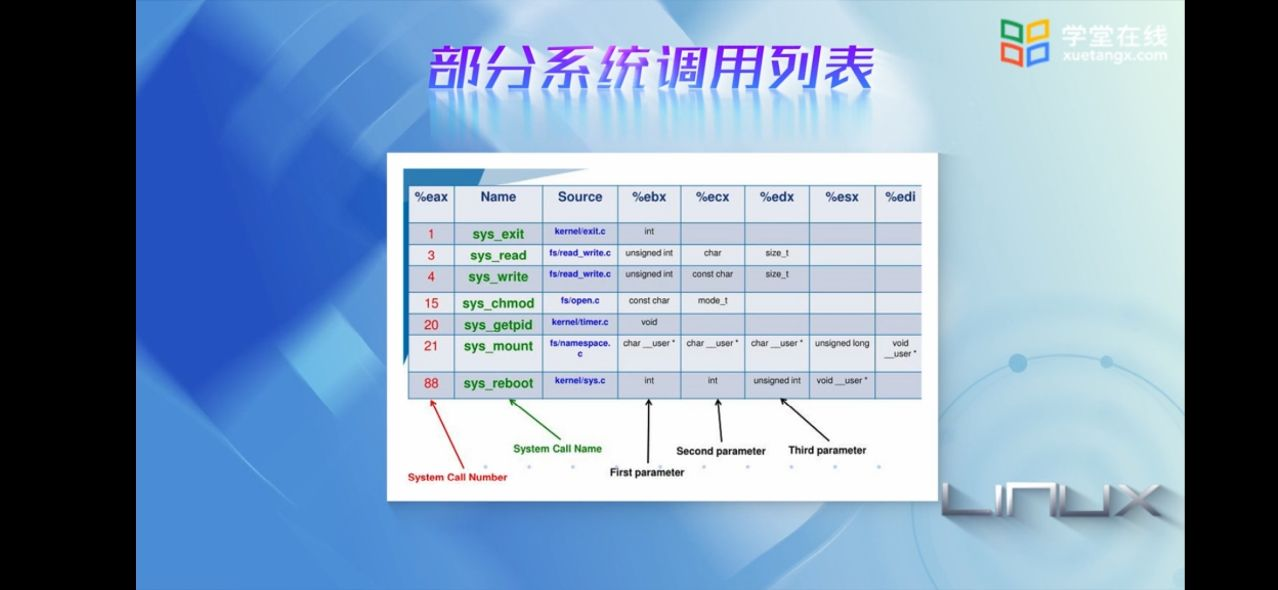 部分系统调用列表
学堂在线
xuetangx.com
%eax Name Source %ebx %ecx %edx %esx %edi
1 sys_exit kernel/exit.c int
3 sys_read fs/read_write.c unsigned int char size_t
4 sys_write fs/read_write.c unsigned int const char size_t
15 sys_chmod fs/open.c const char mode_t
20 sys_getpid kernel/timer.c void
21 sys_mount fs/namespace. char __user * char __user * char __user * unsigned long void
c __user *
88 sys_reboot kernel/sys.c int int unsigned int void __user *
System Call Name
Second parameter Third parameter
First parameter
System Call Number
LINUX